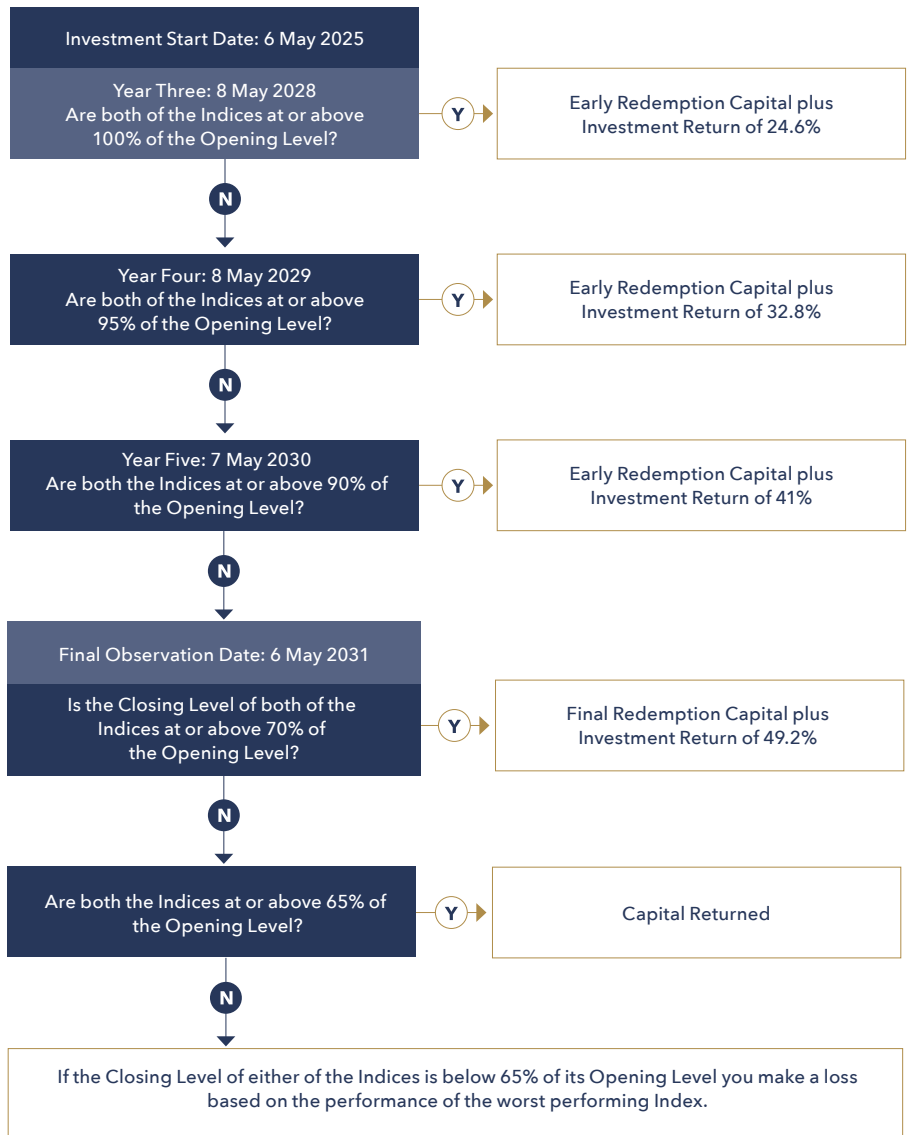 Investment Start Date: 6 May 2025
Year Three: 8 May 2028
Are both of the Indices at or above
100% of the Opening Level?
Y
Early Redemption Capital plus
Investment Return of 24.6%
N
Year Four: 8 May 2029
Are both of the Indices at or above
95% of the Opening Level?
Y
Early Redemption Capital plus
Investment Return of 32.8%
N
Year Five: 7 May 2030
Are both the Indices at or above 90% of
the Opening Level?
Y
Early Redemption Capital plus
Investment Return of 41%
N
Final Observation Date: 6 May 2031
Is the Closing Level of both of the
Indices at or above 70% of
the Opening Level?
Y
Final Redemption Capital plus
Investment Return of 49.2%
N
Are both the Indices at or above 65% of
the Opening Level?
Y
Capital Returned
N
If the Closing Level of either of the Indices is below 65% of its Opening Level you make a loss
based on the performance of the worst performing Index.